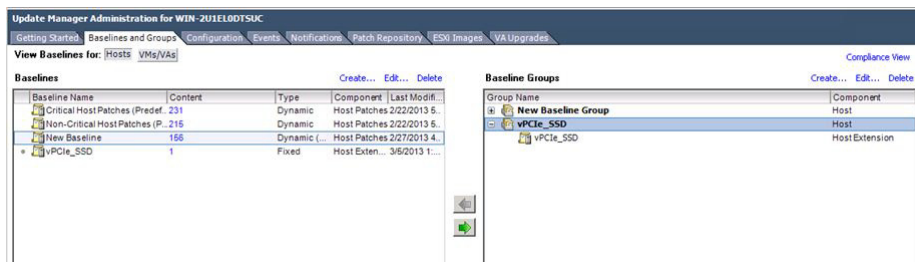 Update Manager Administration for WIN-2U1EL0DTSUC
Getting Started Baselines and Groups Configuration Events Notifications Patch Repository ESXi Images VA Upgrades
View Baselines for: Hosts VMs/VAs
Compliance View
Baselines Create... Edit... Delete
Baseline Groups Create... Edit... Delete
Baseline Name Content Type Component Last Modifi...
Critical Host Patches (Predef... 231 Dynamic Host Patches 2/22/2013 5...
Non-Critical Host Patches (P... 215 Dynamic Host Patches 2/22/2013 5...
New Baseline 156 Dynamic (... Host Patches 2/27/2013 4...
vPCIe_SSD 1 Fixed Host Exten... 3/6/2013 1:...
Group Name Component
New Baseline Group Host
vPCIe_SSD Host
vPCIe_SSD Host Extension